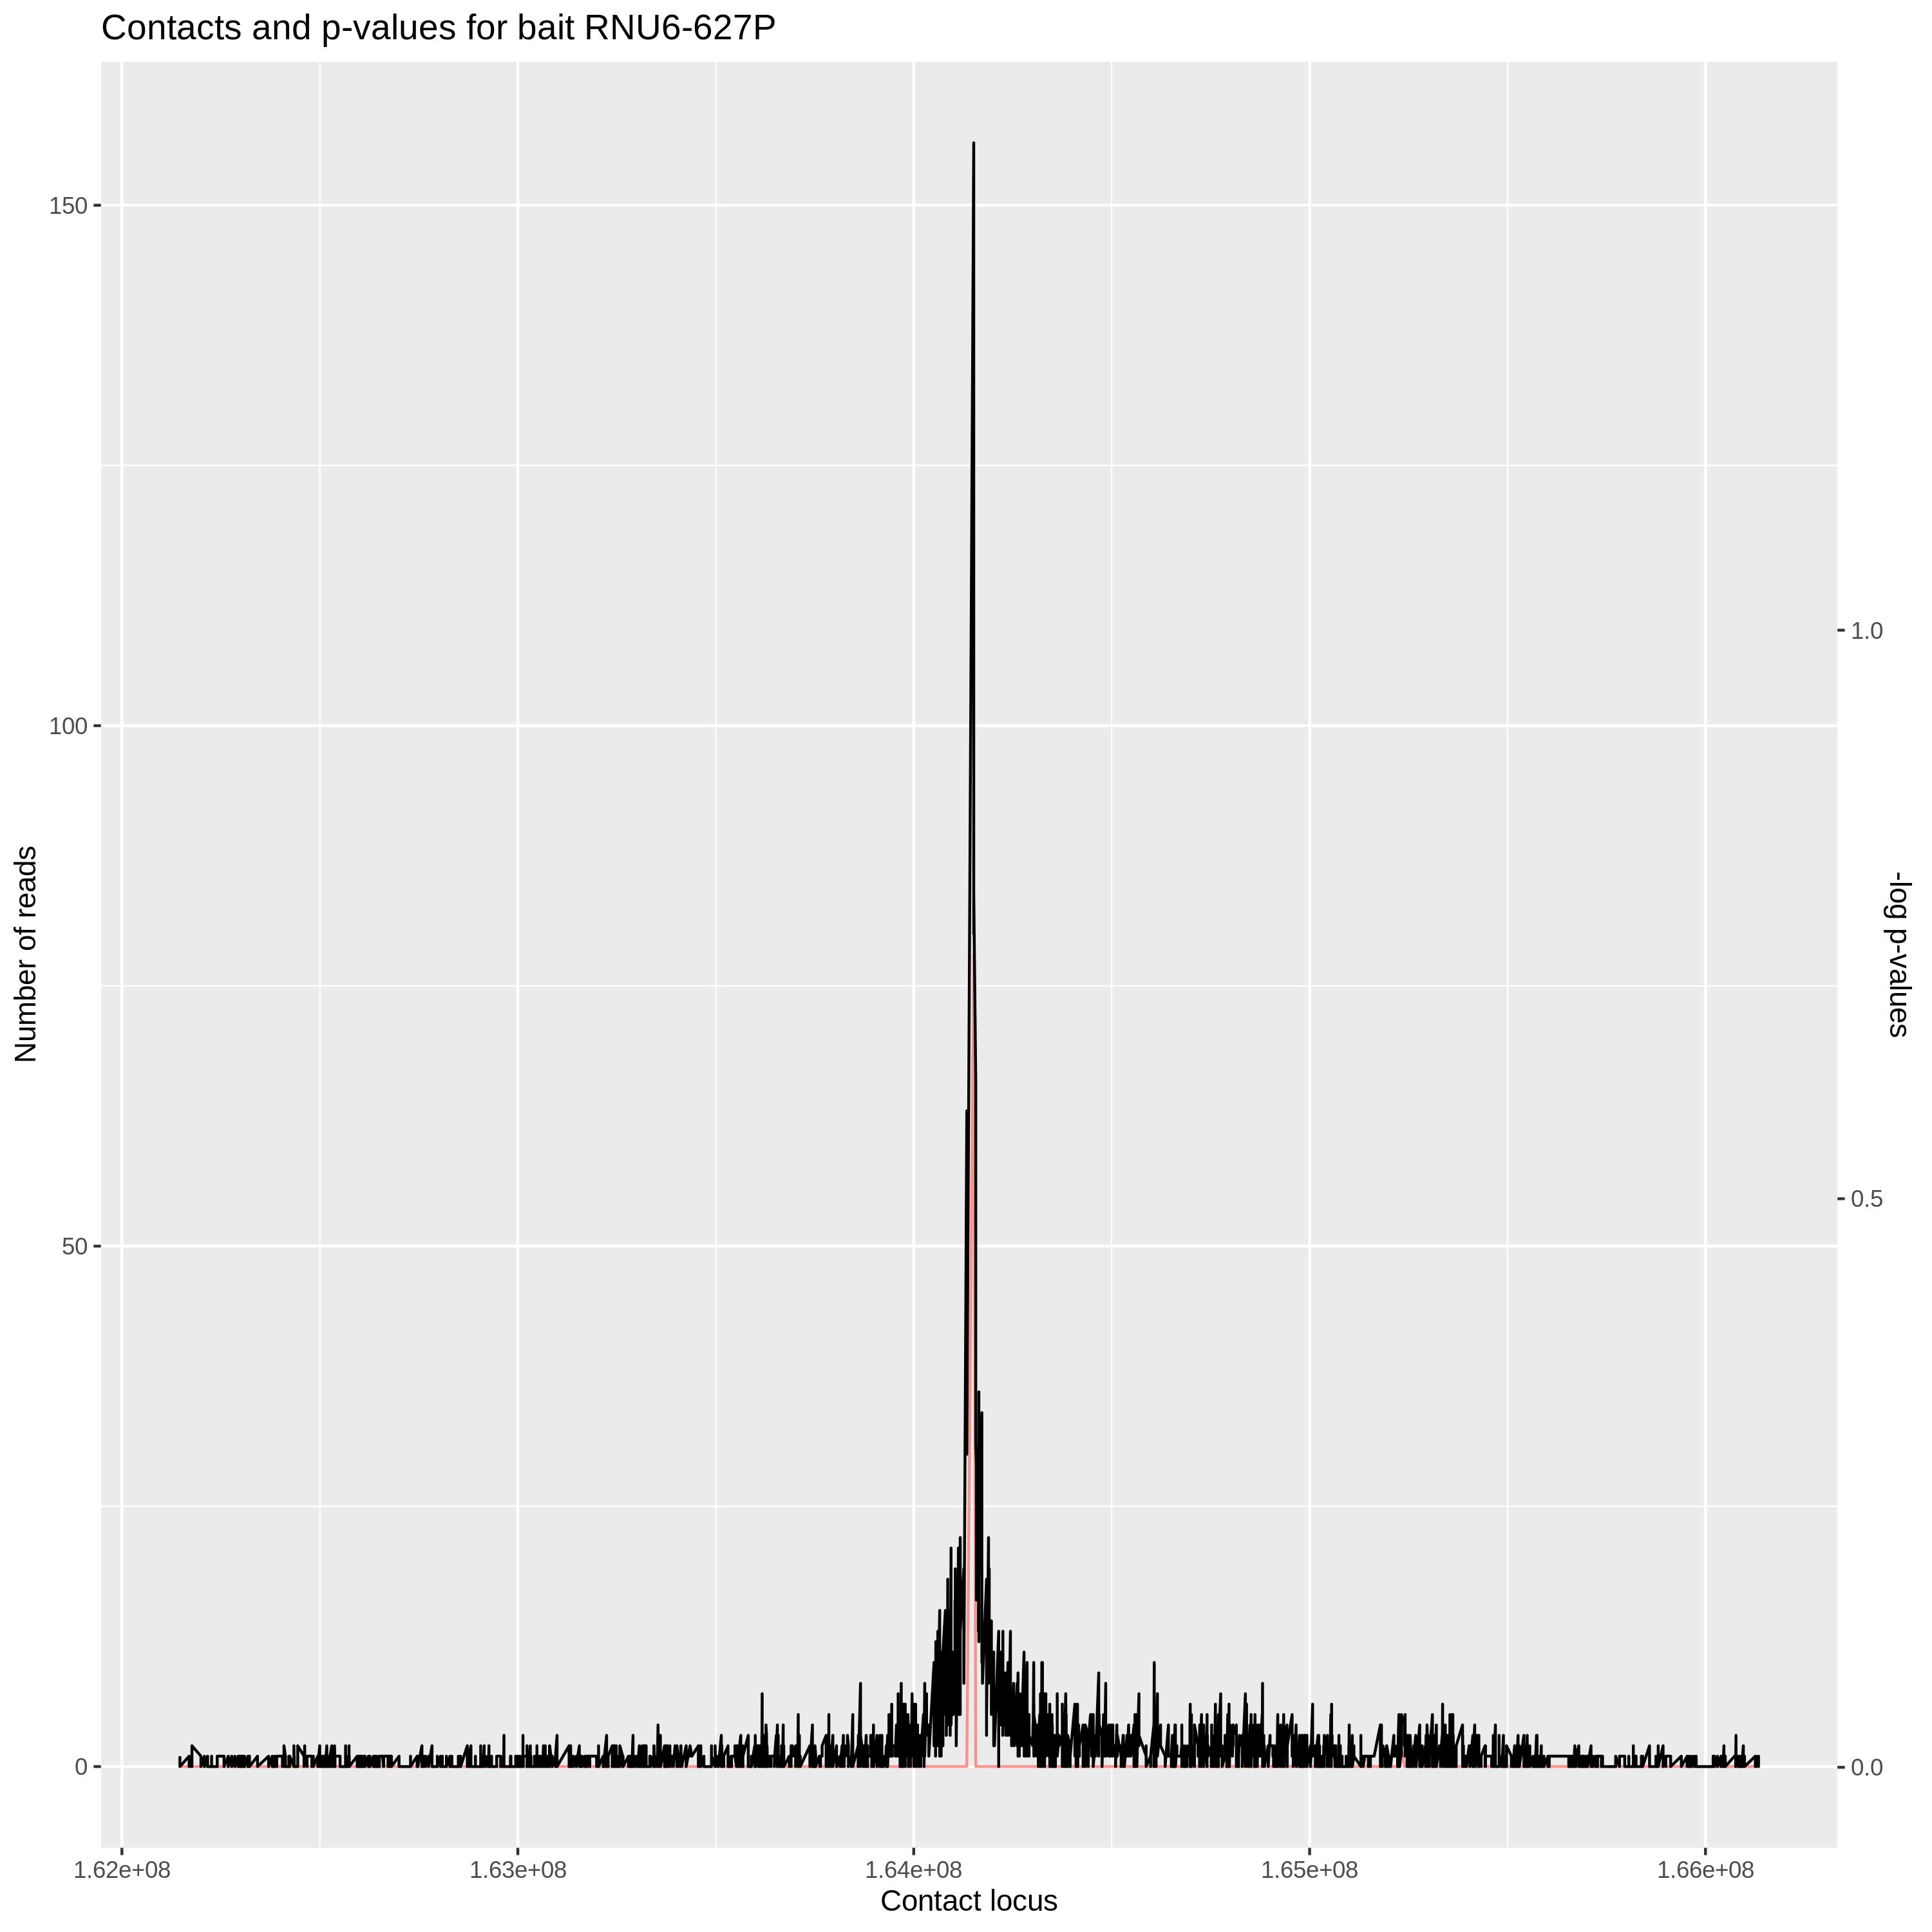 Contacts and p-values for bait RNU6-627P
150
100
50
0
Number of reads
1.0
0.5
0.0
-log p-values
1.62e+08 1.63e+08 1.64e+08 1.65e+08 1.66e+08
Contact locus